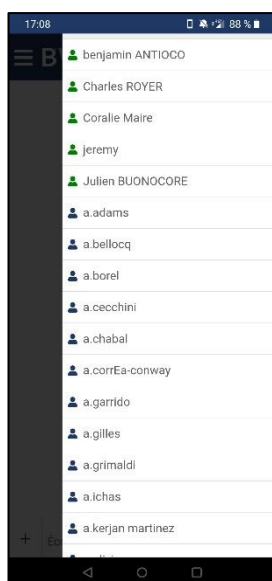 17:08 88 %
B
benjamin ANTIOCO
Charles ROYER
Coralie Maire
jeremy
Julien BUONOCORE
a.adams
a.bellocq
a.borel
a.cecchini
a.chabal
a.corrEa-conway
a.garrido
a.gilles
a.grimaldi
a.ichas
a.kerjan martinez
+